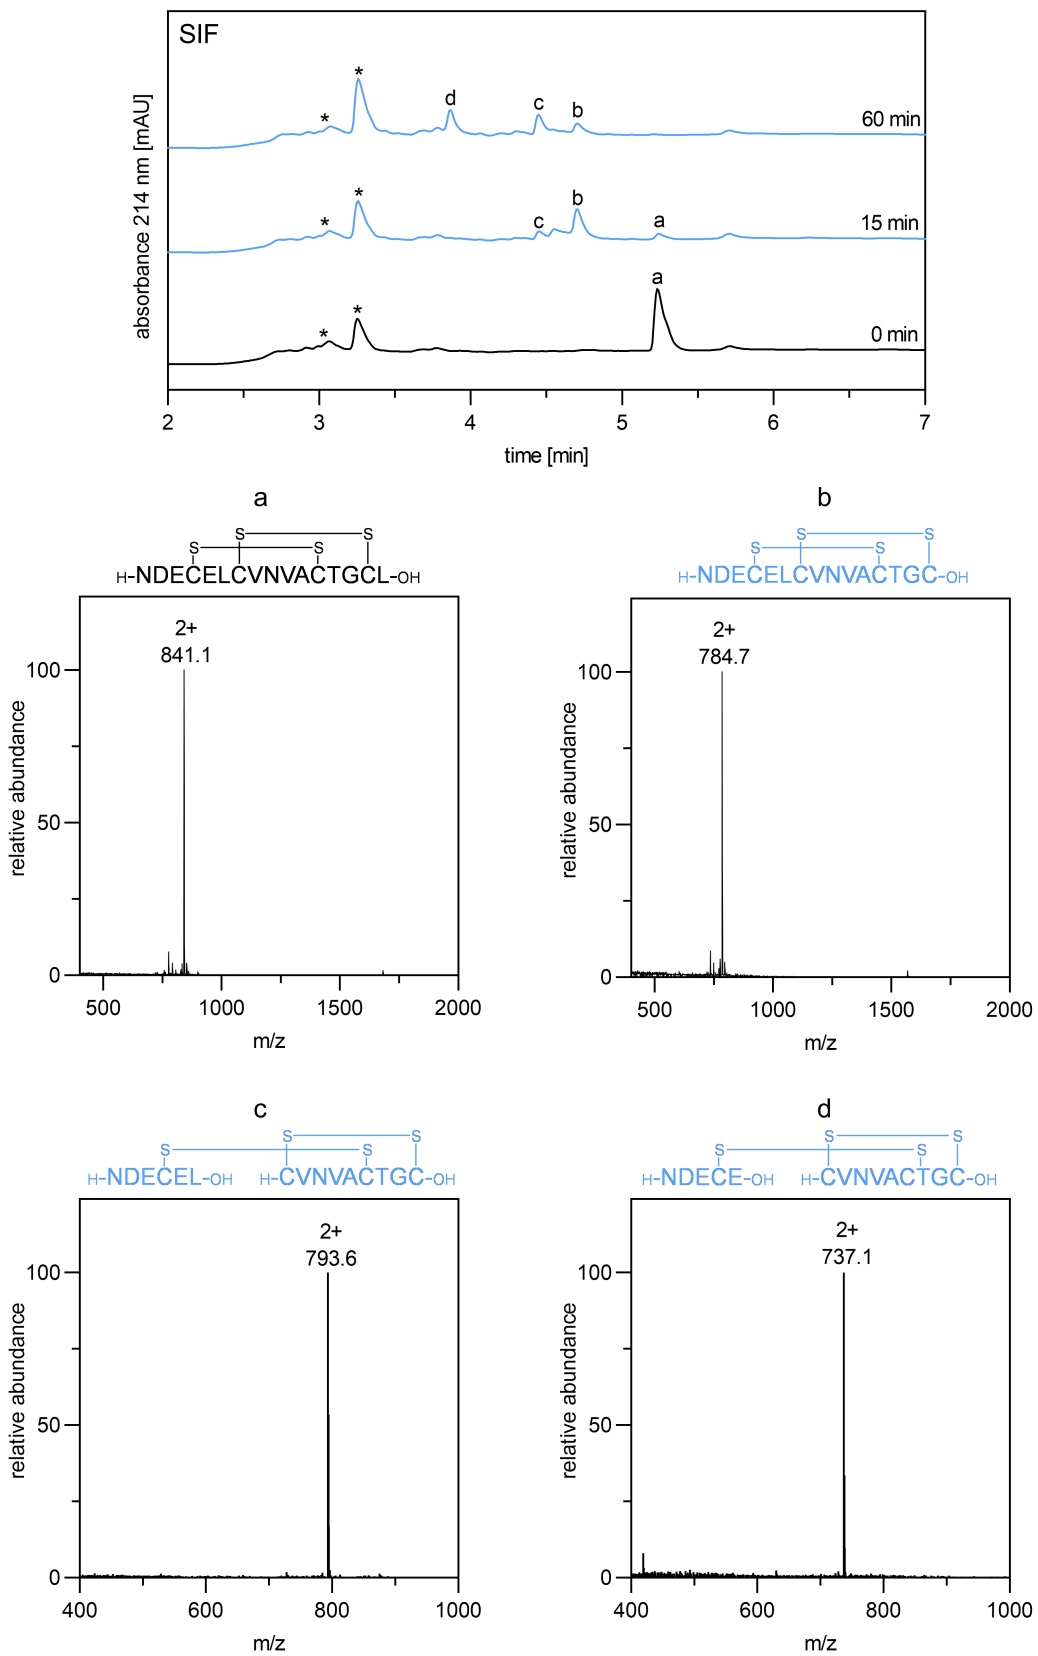 SIF
absorbance 214 nm [mAU]
* * d c b 60 min
* * c b a 15 min
* * a 0 min
2 3 4 5 6 7
time [min]
a
S S
S S
H-NDECELCVNVACTGCL-OH
2+
841.1
100
50
0
relative abundance
500 1000 1500 2000
m/z
b
S S
S S
H-NDECELCVNVACTGC-OH
2+
784.7
100
50
0
relative abundance
500 1000 1500 2000
m/z
c
S S
S S
H-NDECEL-OH H-CVNVACTGC-OH
2+
793.6
100
50
0
relative abundance
400 600 800 1000
m/z
d
S S
S S
H-NDECE-OH H-CVNVACTGC-OH
2+
737.1
100
50
0
relative abundance
400 600 800 1000
m/z